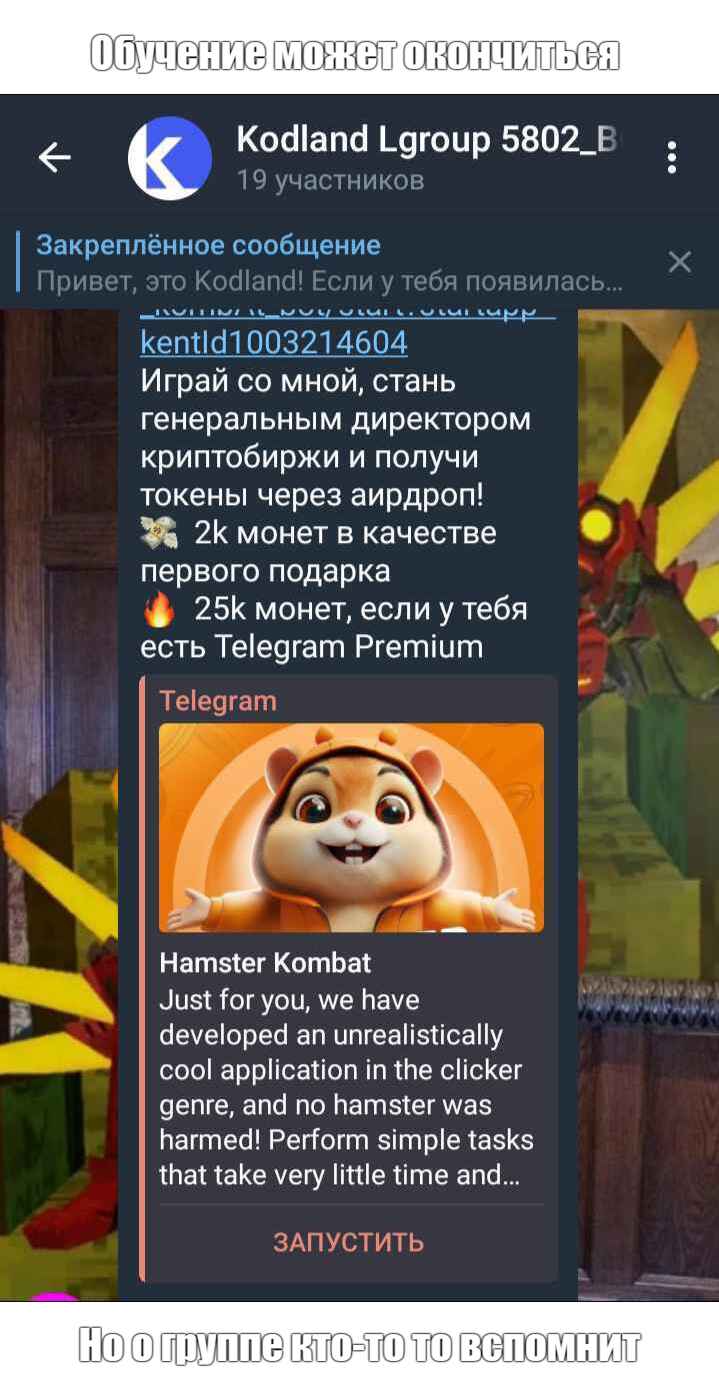 Обучение может окончиться
Kodland Lgroup 5802_B
19 участников
Закреплённое сообщение
Привет, это Kodland! Если у тебя появилась...
kentId1003214604
Играй со мной, стань
генеральным директором
криптобиржи и получи
токены через аирдроп!
💸 2k монет в качестве
первого подарка
🔥 25k монет, если у тебя
есть Telegram Premium
Telegram
Hamster Kombat
Just for you, we have
developed an unrealistically
cool application in the clicker
genre, and no hamster was
harmed! Perform simple tasks
that take very little time and...
ЗАПУСТИТЬ
Но о группе кто-то то вспомнит